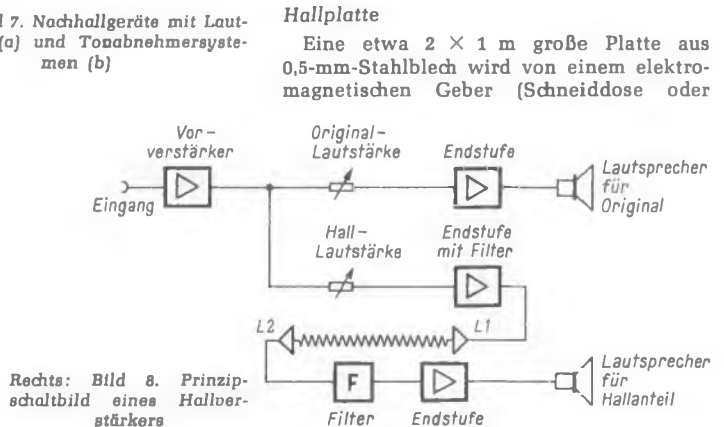 l 7. Nachhallgeräte mit Laut-
(a) und Tonabnehmersyste-
men (b)
Hallplatte
Eine etwa 2 × 1 m große Platte aus
0,5-mm-Stahlblech wird von einem elektro-
magnetischen Geber (Schneiddose oder
Vor-
verstärker
Original-
Lautstärke
Endstufe
Lautsprecher
für
Original
Eingang
Hall-
Lautstärke
Endstufe
mit Filter
L2
L1
F
Filter
Endstufe
Lautsprecher
für
Hallanteil
Rechts: Bild 8. Prinzip-
schaltbild eines Hallver-
stärkers